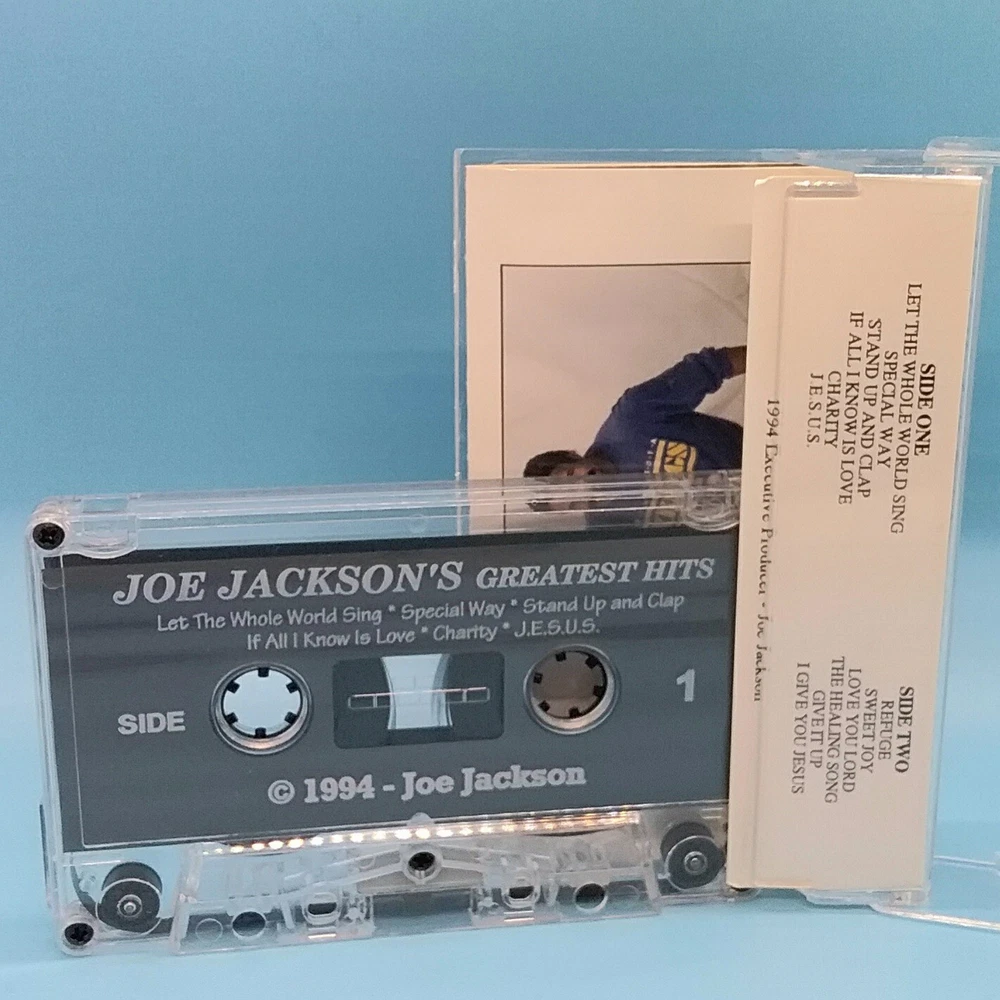 JOE JACKSON'S GREATEST HITS
Let The Whole World Sing * Special Way * Stand Up and Clap
If All I Know Is Love * Charity * J.E.S.U.S.
SIDE 1
© 1994 - Joe Jackson
SIDE ONE
LET THE WHOLE WORLD SING
SPECIAL WAY
STAND UP AND CLAP
IF ALL I KNOW IS LOVE
CHARITY
J.E.S.U.S.
SIDE TWO
REFUGE
SWEET JOY
LOVE YOU LORD
THE HEALING SONG
GIVE IT UP
I GIVE YOU JESUS
1994 Executive Producer - Joe Jackson